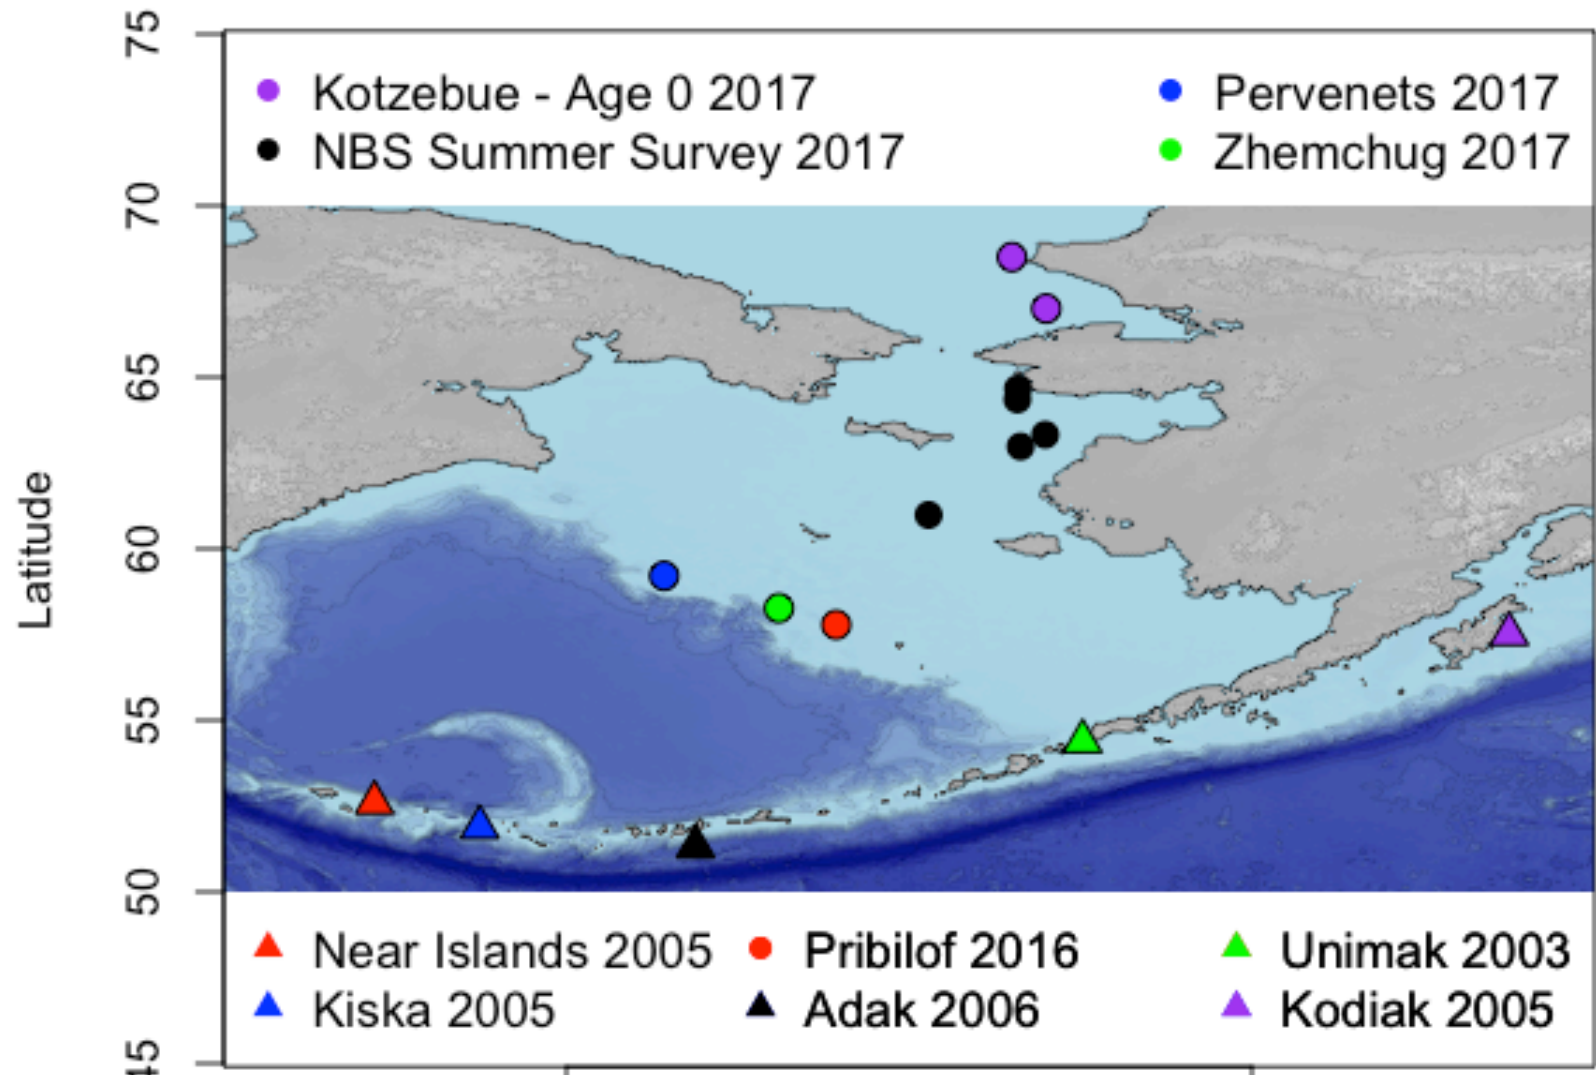 75
Kotzebue - Age 0 2017 Pervenets 2017
NBS Summer Survey 2017 Zhemchug 2017
70
65
Latitude
60
55
50
Near Islands 2005 Pribilof 2016 Unimak 2003
Kiska 2005 Adak 2006 Kodiak 2005
45